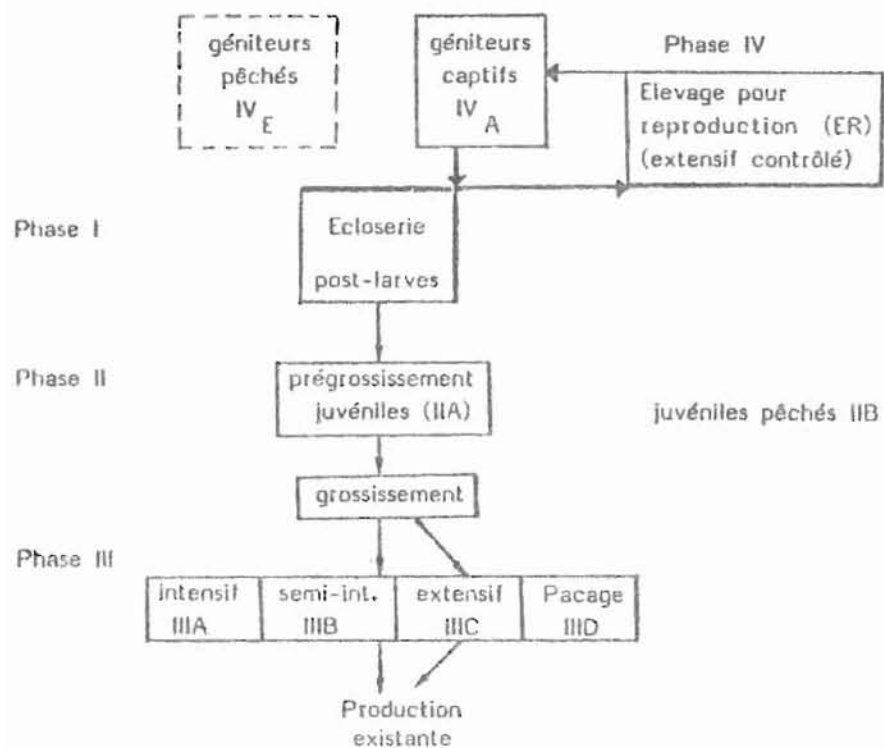 géniteurs
pêchés
IV E
géniteurs
captifs
IV A
Phase IV
Elevage pour
reproduction (ER)
(extensif contrôlé)
Phase I
Ecloserie
post-larves
Phase II
prégrossissement
juvéniles (IIA)
juvéniles pêchés IIB
grossissement
Phase III
intensif
IIIA
semi-int.
IIIB
extensif
IIIC
Pacage
IIID
Production
existante